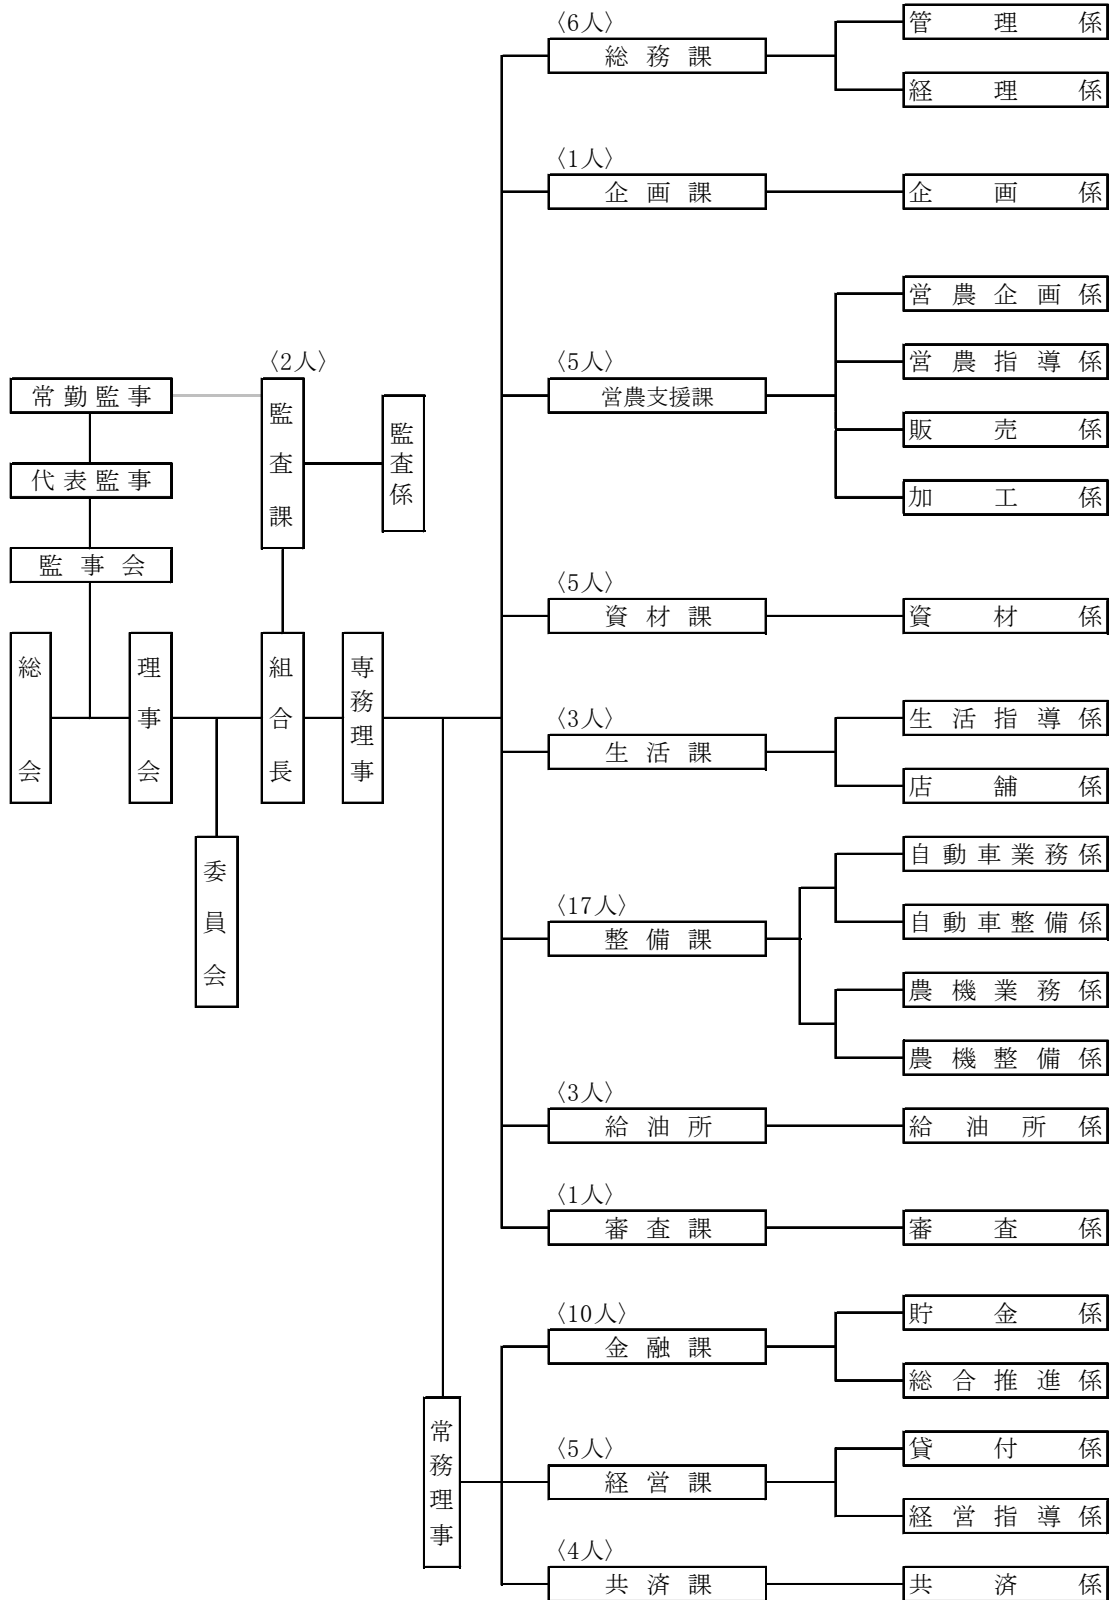 〈6人〉
総務課
管理係
経理係
〈1人〉
企画課
企画係
〈5人〉
営農支援課
営農企画係
営農指導係
販売係
加工係
〈2人〉
常勤監事
監査課
監査係
代表監事
監事会
総会
理事会
委員会
組合長
専務理事
〈5人〉
資材課
資材係
〈3人〉
生活課
生活指導係
店舗係
〈17人〉
整備課
自動車業務係
自動車整備係
農機業務係
農機整備係
〈3人〉
給油所
給油所係
〈1人〉
審査課
審査係
常務理事
〈10人〉
金融課
貯金係
総合推進係
〈5人〉
経営課
貸付係
経営指導係
〈4人〉
共済課
共済係